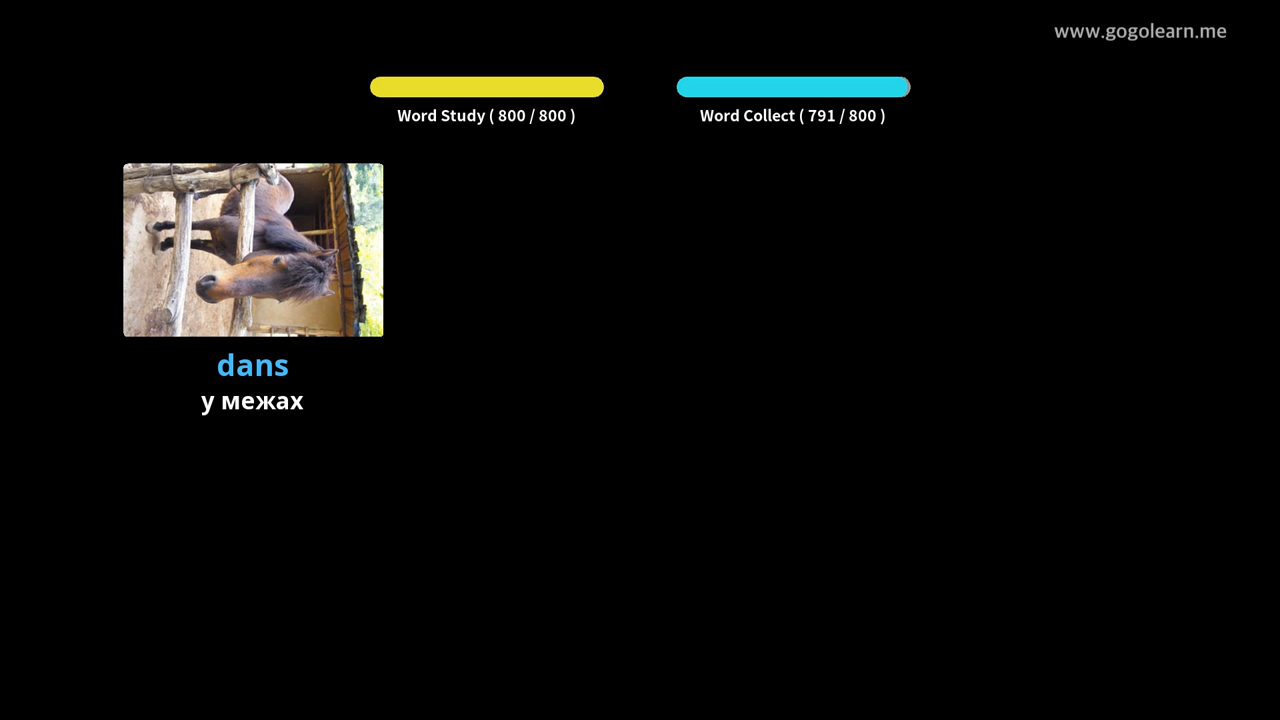 www.gogolearn.me
Word Study ( 800 / 800 )
Word Collect ( 791 / 800 )
dans
у межах